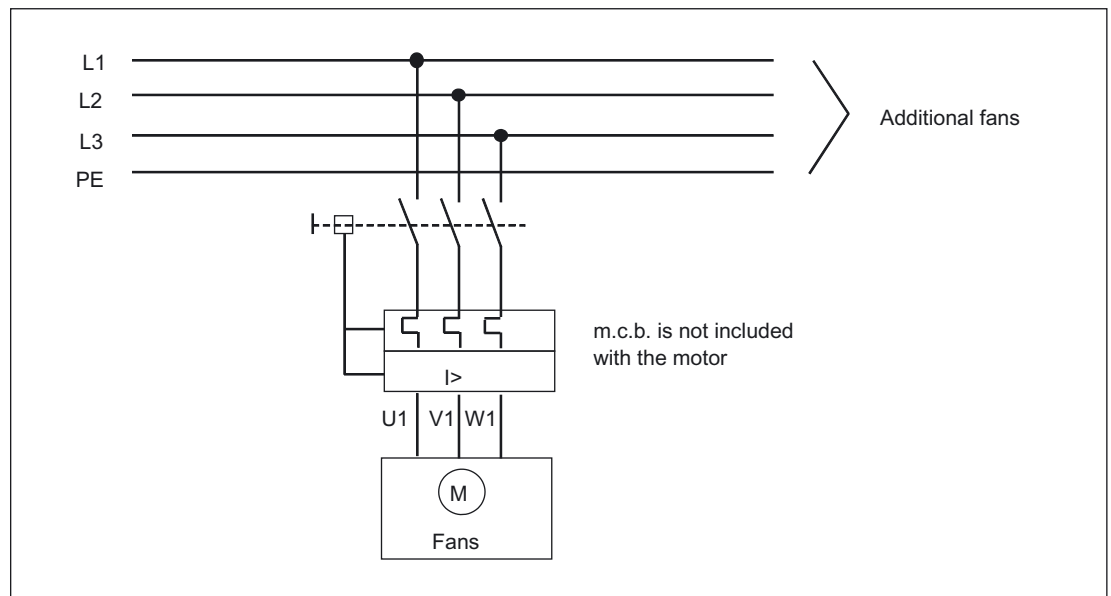 L1
L2
L3
PE
Additional fans
m.c.b. is not included
with the motor
I>
U1 V1 W1
M
Fans